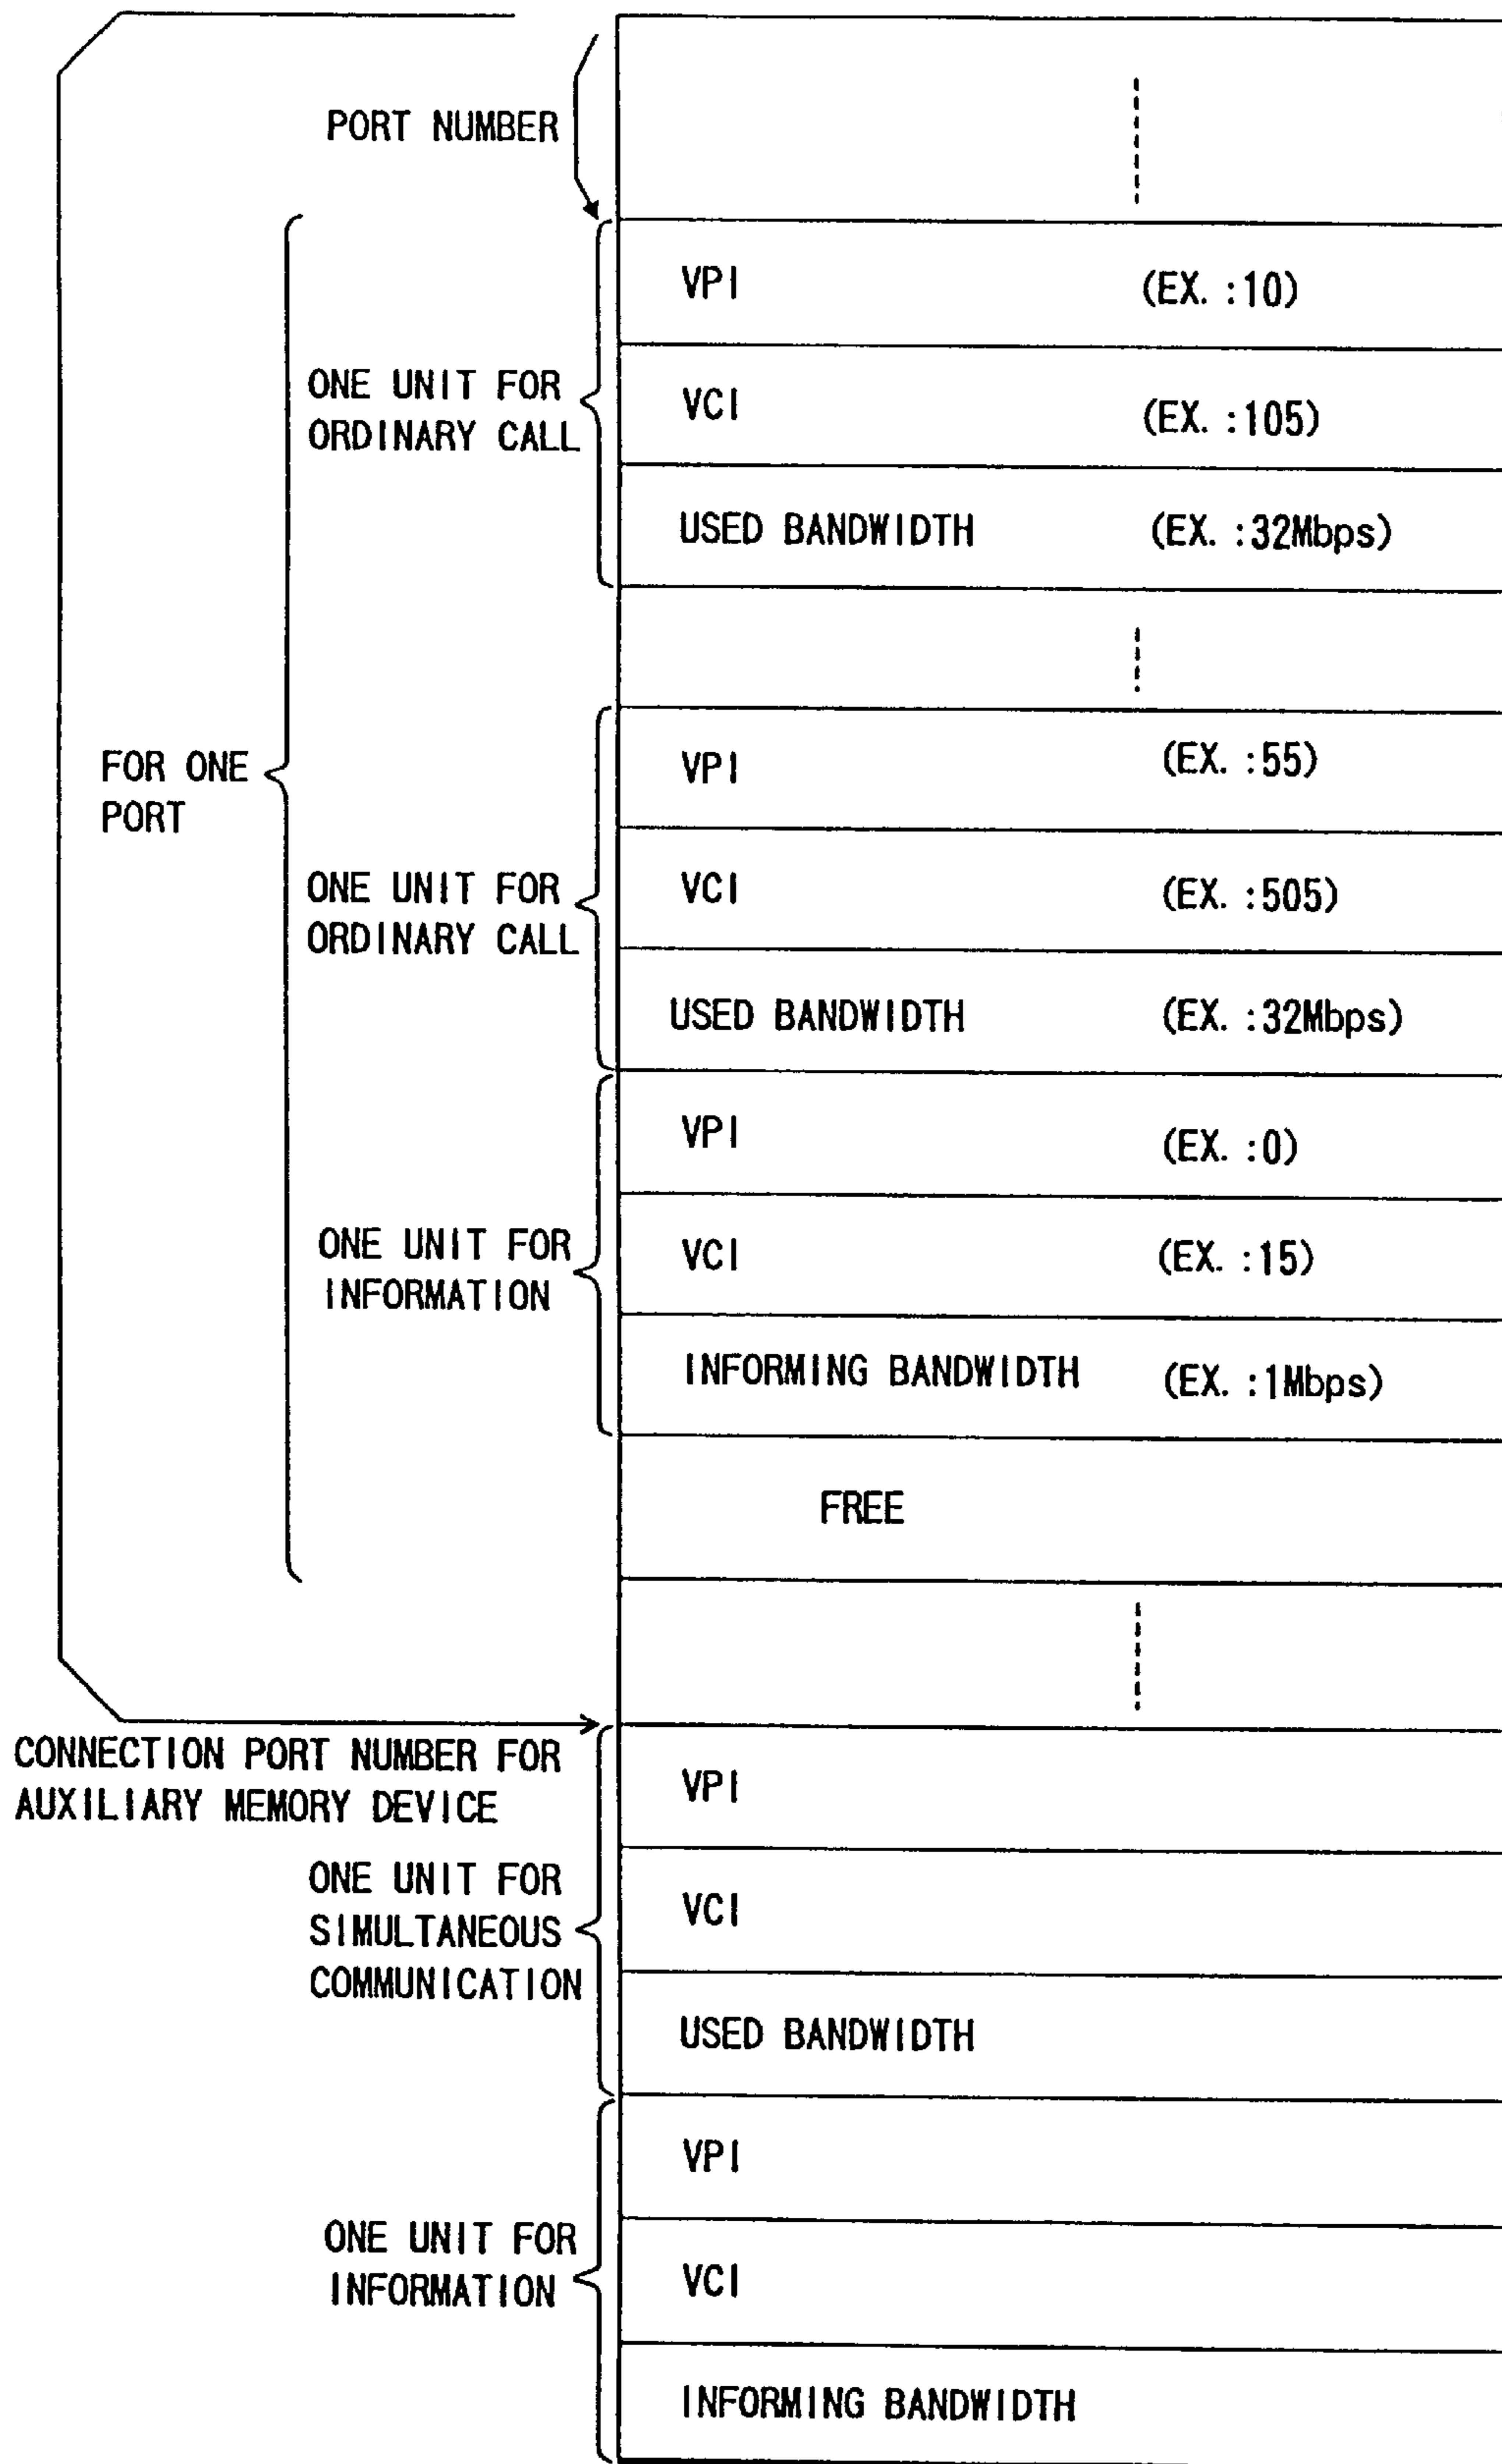 PORT NUMBER
VPI (EX. :10)
ONE UNIT FOR
ORDINARY CALL
VCI (EX. :105)
USED BANDWIDTH (EX. :32Mbps)
FOR ONE
PORT
VPI (EX. :55)
ONE UNIT FOR
ORDINARY CALL
VCI (EX. :505)
USED BANDWIDTH (EX. :32Mbps)
VPI (EX. :0)
ONE UNIT FOR
INFORMATION
VCI (EX. :15)
INFORMING BANDWIDTH (EX. :1Mbps)
FREE
CONNECTION PORT NUMBER FOR
AUXILIARY MEMORY DEVICE
VPI
ONE UNIT FOR
SIMULTANEOUS
COMMUNICATION
VCI
USED BANDWIDTH
VPI
ONE UNIT FOR
INFORMATION
VCI
INFORMING BANDWIDTH